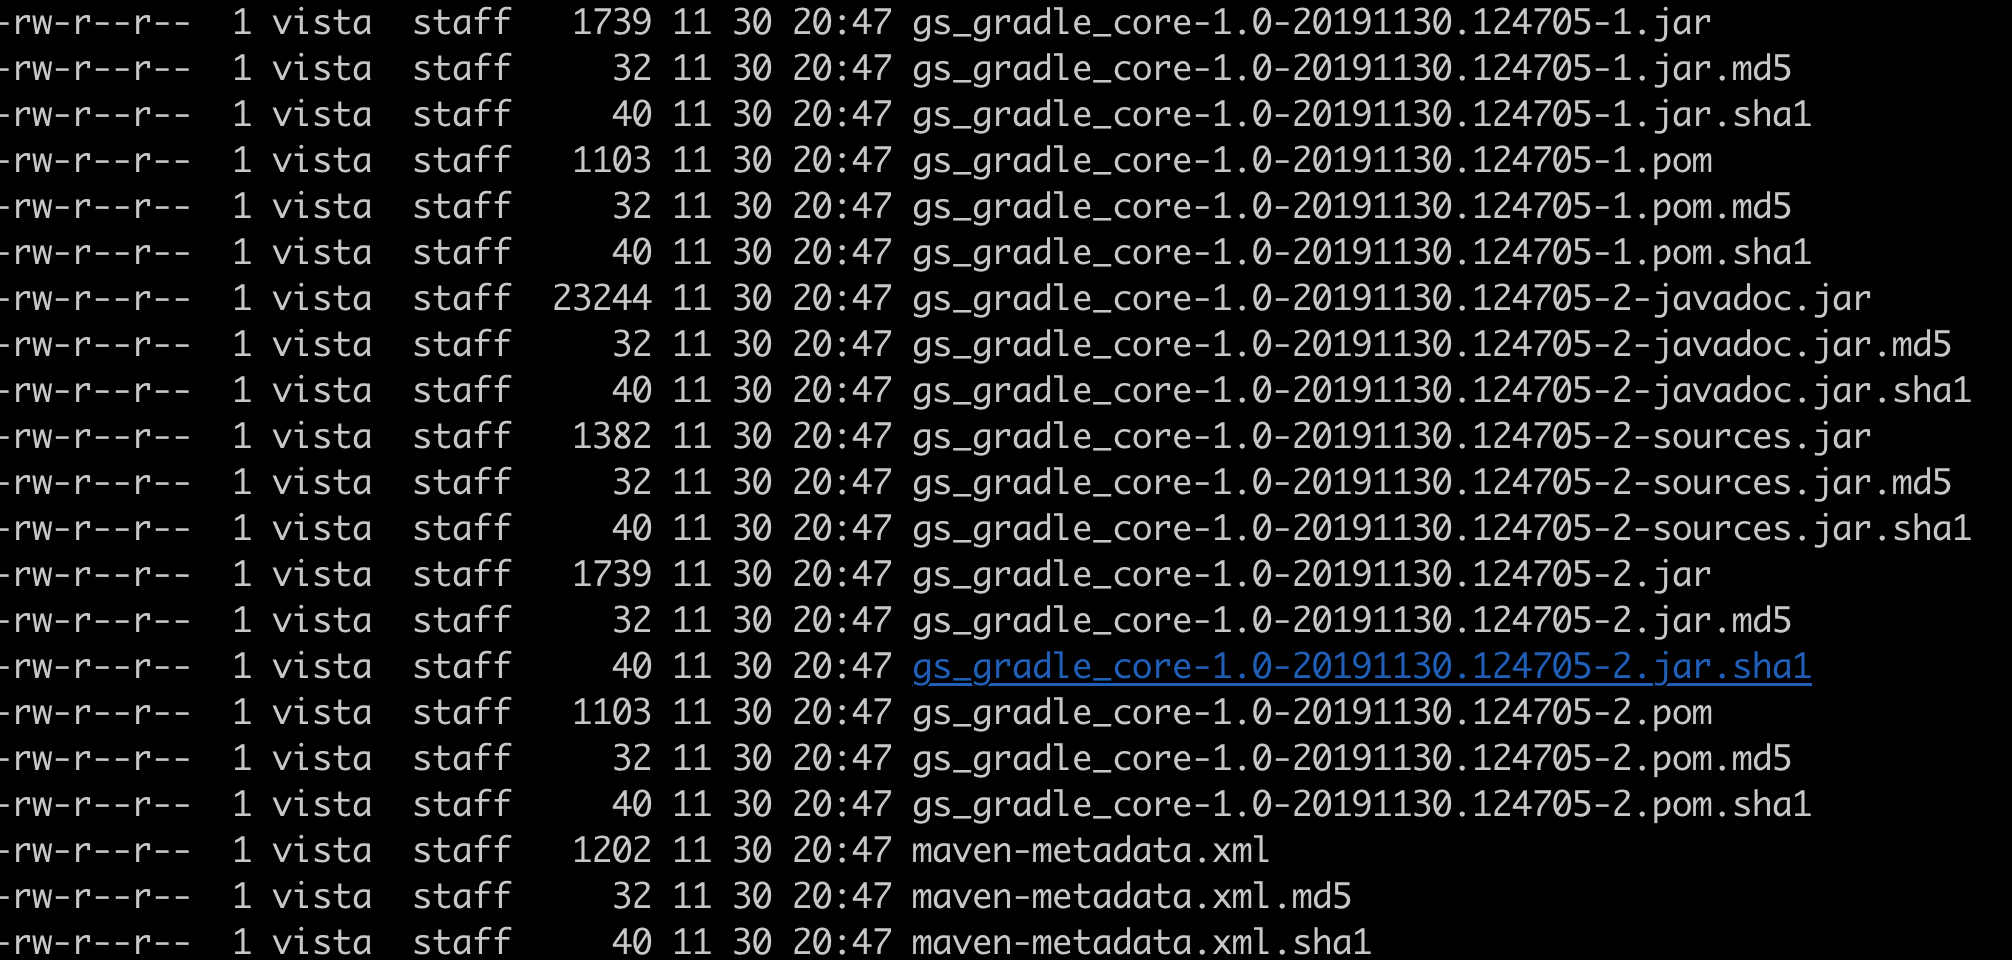 -rw-r--r--  1 vista  staff   1739 11 30 20:47 gs_gradle_core-1.0-20191130.124705-1.jar
-rw-r--r--  1 vista  staff     32 11 30 20:47 gs_gradle_core-1.0-20191130.124705-1.jar.md5
-rw-r--r--  1 vista  staff     40 11 30 20:47 gs_gradle_core-1.0-20191130.124705-1.jar.sha1
-rw-r--r--  1 vista  staff   1103 11 30 20:47 gs_gradle_core-1.0-20191130.124705-1.pom
-rw-r--r--  1 vista  staff     32 11 30 20:47 gs_gradle_core-1.0-20191130.124705-1.pom.md5
-rw-r--r--  1 vista  staff     40 11 30 20:47 gs_gradle_core-1.0-20191130.124705-1.pom.sha1
-rw-r--r--  1 vista  staff  23244 11 30 20:47 gs_gradle_core-1.0-20191130.124705-2-javadoc.jar
-rw-r--r--  1 vista  staff     32 11 30 20:47 gs_gradle_core-1.0-20191130.124705-2-javadoc.jar.md5
-rw-r--r--  1 vista  staff     40 11 30 20:47 gs_gradle_core-1.0-20191130.124705-2-javadoc.jar.sha1
-rw-r--r--  1 vista  staff   1382 11 30 20:47 gs_gradle_core-1.0-20191130.124705-2-sources.jar
-rw-r--r--  1 vista  staff     32 11 30 20:47 gs_gradle_core-1.0-20191130.124705-2-sources.jar.md5
-rw-r--r--  1 vista  staff     40 11 30 20:47 gs_gradle_core-1.0-20191130.124705-2-sources.jar.sha1
-rw-r--r--  1 vista  staff   1739 11 30 20:47 gs_gradle_core-1.0-20191130.124705-2.jar
-rw-r--r--  1 vista  staff     32 11 30 20:47 gs_gradle_core-1.0-20191130.124705-2.jar.md5
-rw-r--r--  1 vista  staff     40 11 30 20:47 gs_gradle_core-1.0-20191130.124705-2.jar.sha1
-rw-r--r--  1 vista  staff   1103 11 30 20:47 gs_gradle_core-1.0-20191130.124705-2.pom
-rw-r--r--  1 vista  staff     32 11 30 20:47 gs_gradle_core-1.0-20191130.124705-2.pom.md5
-rw-r--r--  1 vista  staff     40 11 30 20:47 gs_gradle_core-1.0-20191130.124705-2.pom.sha1
-rw-r--r--  1 vista  staff   1202 11 30 20:47 maven-metadata.xml
-rw-r--r--  1 vista  staff     32 11 30 20:47 maven-metadata.xml.md5
-rw-r--r--  1 vista  staff     40 11 30 20:47 maven-metadata.xml.sha1